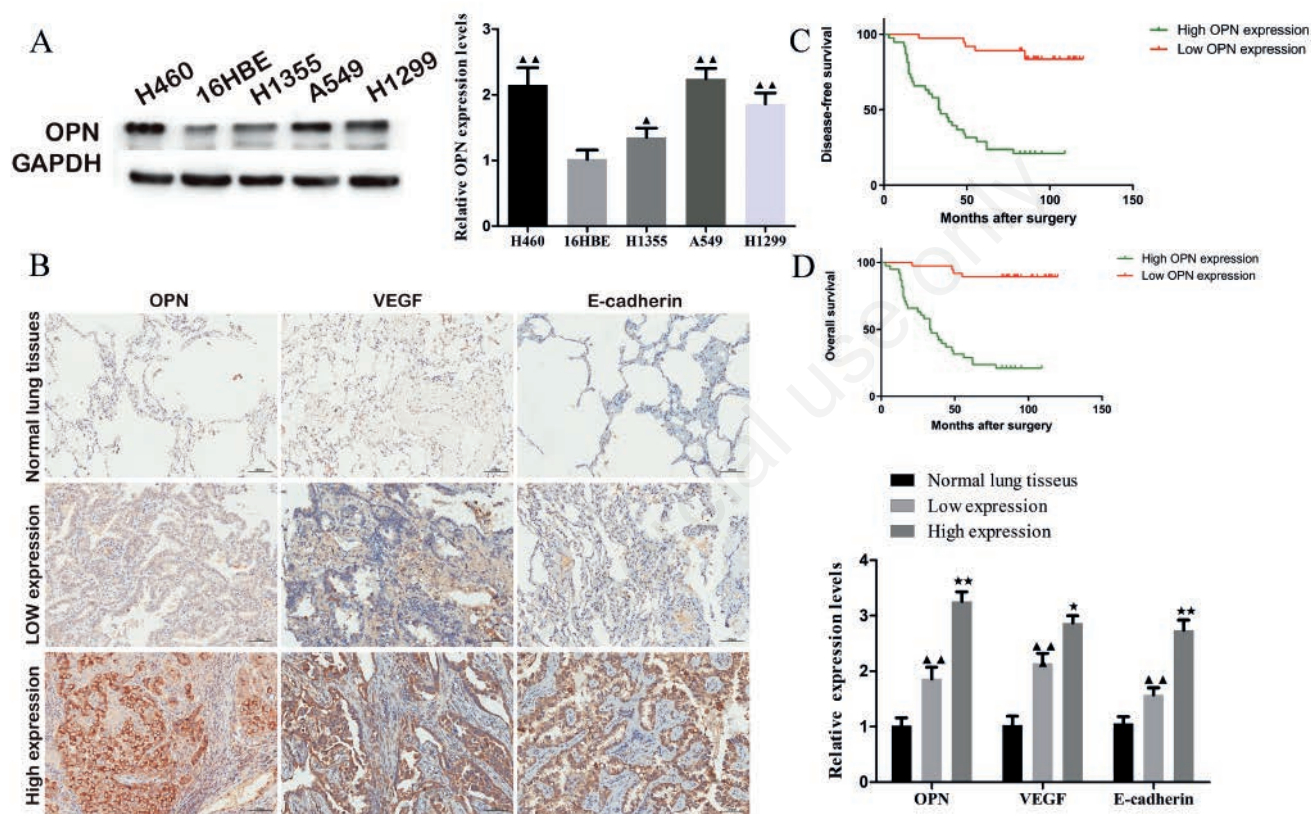 A
H460
16HBE
H1355
A549
H1299
OPN
GAPDH
Relative OPN expression levels
3
2
1
0
▲▲
▲
▲▲
▲▲
H460 16HBE H1355 A549 H1299
C
Disease-free survival
100
50
0 50 100 150
Months after surgery
High OPN expression
Low OPN expression
B
OPN VEGF E-cadherin
Normal lung tissues
LOW expression
High expression
D
Overall survival
100
50
0 50 100 150
Months after surgery
High OPN expression
Low OPN expression
Normal lung tisseus
Low expression
High expression
Relative expression levels
4
3
2
1
0
▲▲ ★★
▲▲ ★
▲▲ ★★
OPN VEGF E-cadherin
al use only